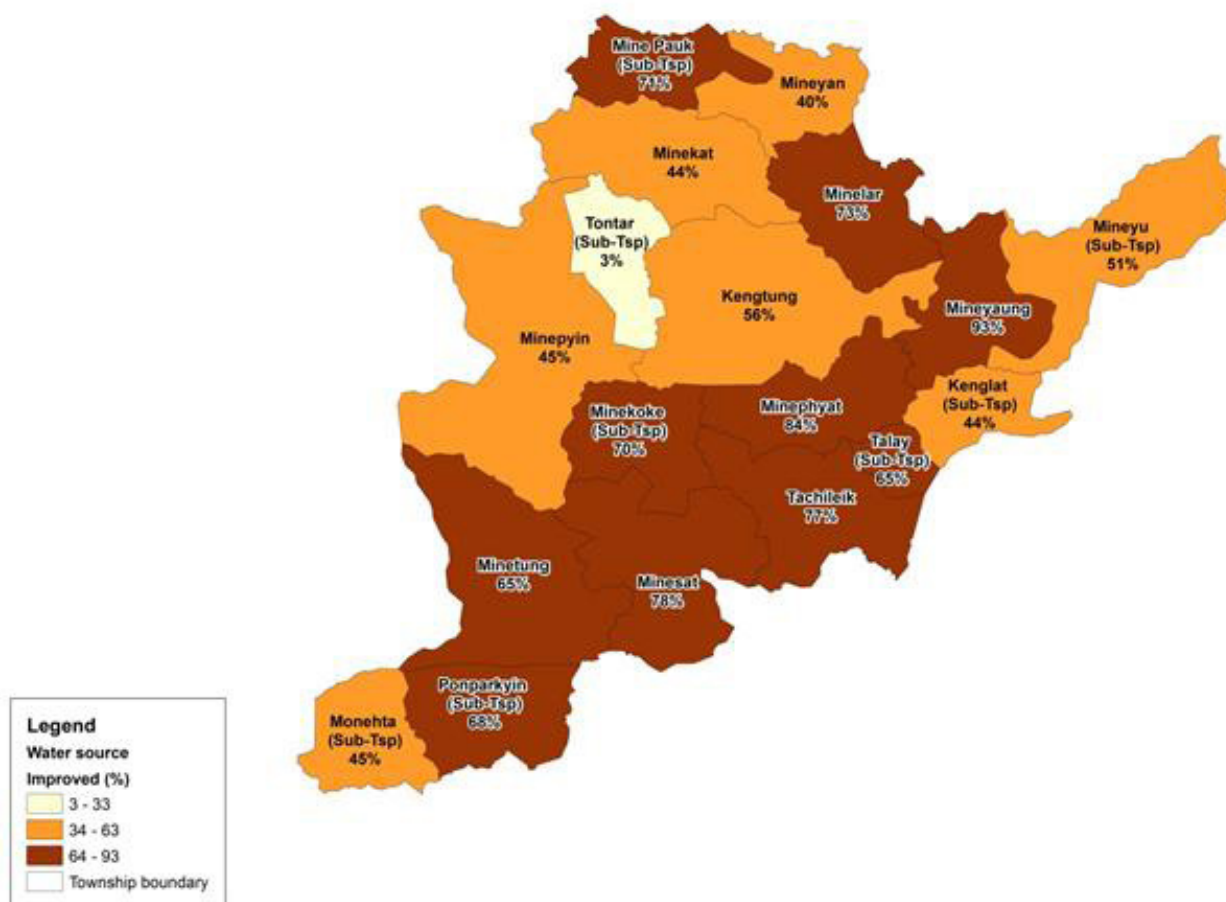 Mine Pauk
(Sub-Tsp)
71%
Mineyan
40%
Minekat
44%
Minelar
73%
Tontar
(Sub-Tsp)
3%
Mineyu
(Sub-Tsp)
51%
Kengtung
56%
Mineyaung
93%
Minepyin
45%
Kenglat
(Sub-Tsp)
44%
Minekoke
(Sub-Tsp)
70%
Minephyat
84%
Talay
(Sub-Tsp)
65%
Tachileik
77%
Minetung
65%
Minesat
78%
Ponparkyin
(Sub-Tsp)
68%
Monehta
(Sub-Tsp)
45%
Legend
Water source
Improved (%)
3 - 33
34 - 63
64 - 93
Township boundary